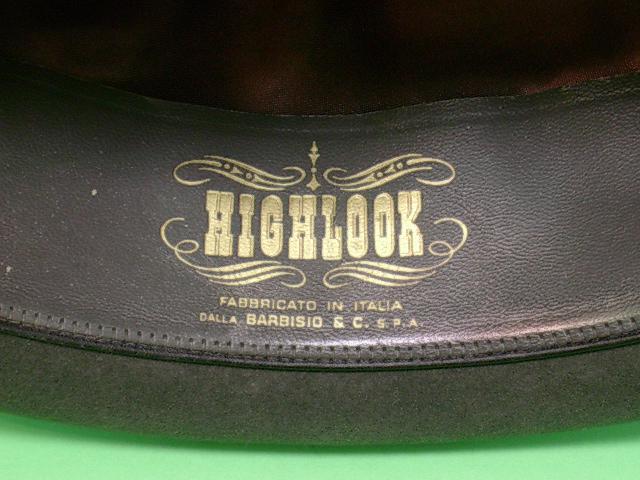 HIGHLOOK
FABBRICATO IN ITALIA
DALLA BARBISIO & C. S.P.A.